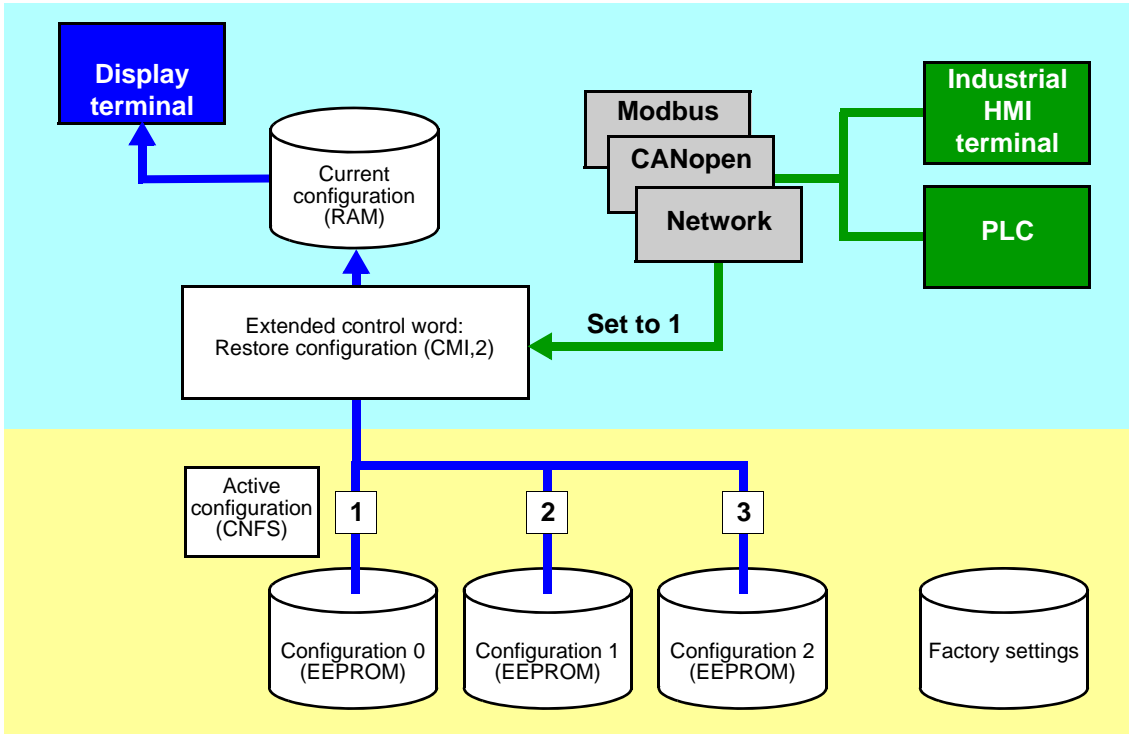 Display
terminal
Current
configuration
(RAM)
Modbus
CANopen
Network
Industrial
HMI
terminal
PLC
Extended control word:
Restore configuration (CMI,2)
Set to 1
Active
configuration
(CNFS)
1
2
3
Configuration 0
(EEPROM)
Configuration 1
(EEPROM)
Configuration 2
(EEPROM)
Factory settings